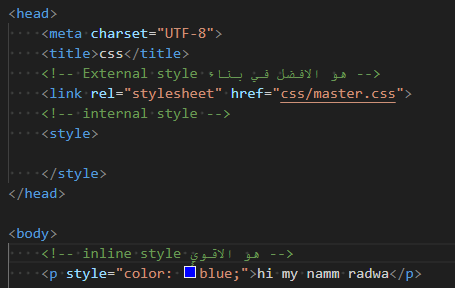 <head>
<meta charset="UTF-8">
<title>css</title>
<!-- External style هو الافضل في بناء -->
<link rel="stylesheet" href="css/master.css">
<!-- internal style -->
<style>
</style>
</head>
<body>
<!-- inline style هو الاقوي -->
<p style="color: blue;">hi my namm radwa</p>